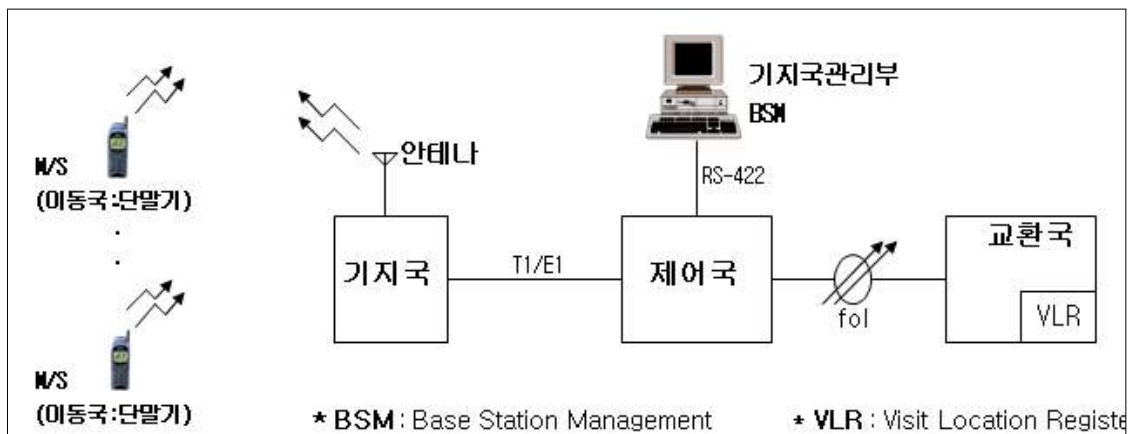 기지국관리부
BSM
안테나
M/S
(이동국:단말기)
RS-422
교환국
기지국
T1/E1
제어국
fol
VLR
M/S
(이동국:단말기)
* BSM : Base Station Management
* VLR : Visit Location Registe